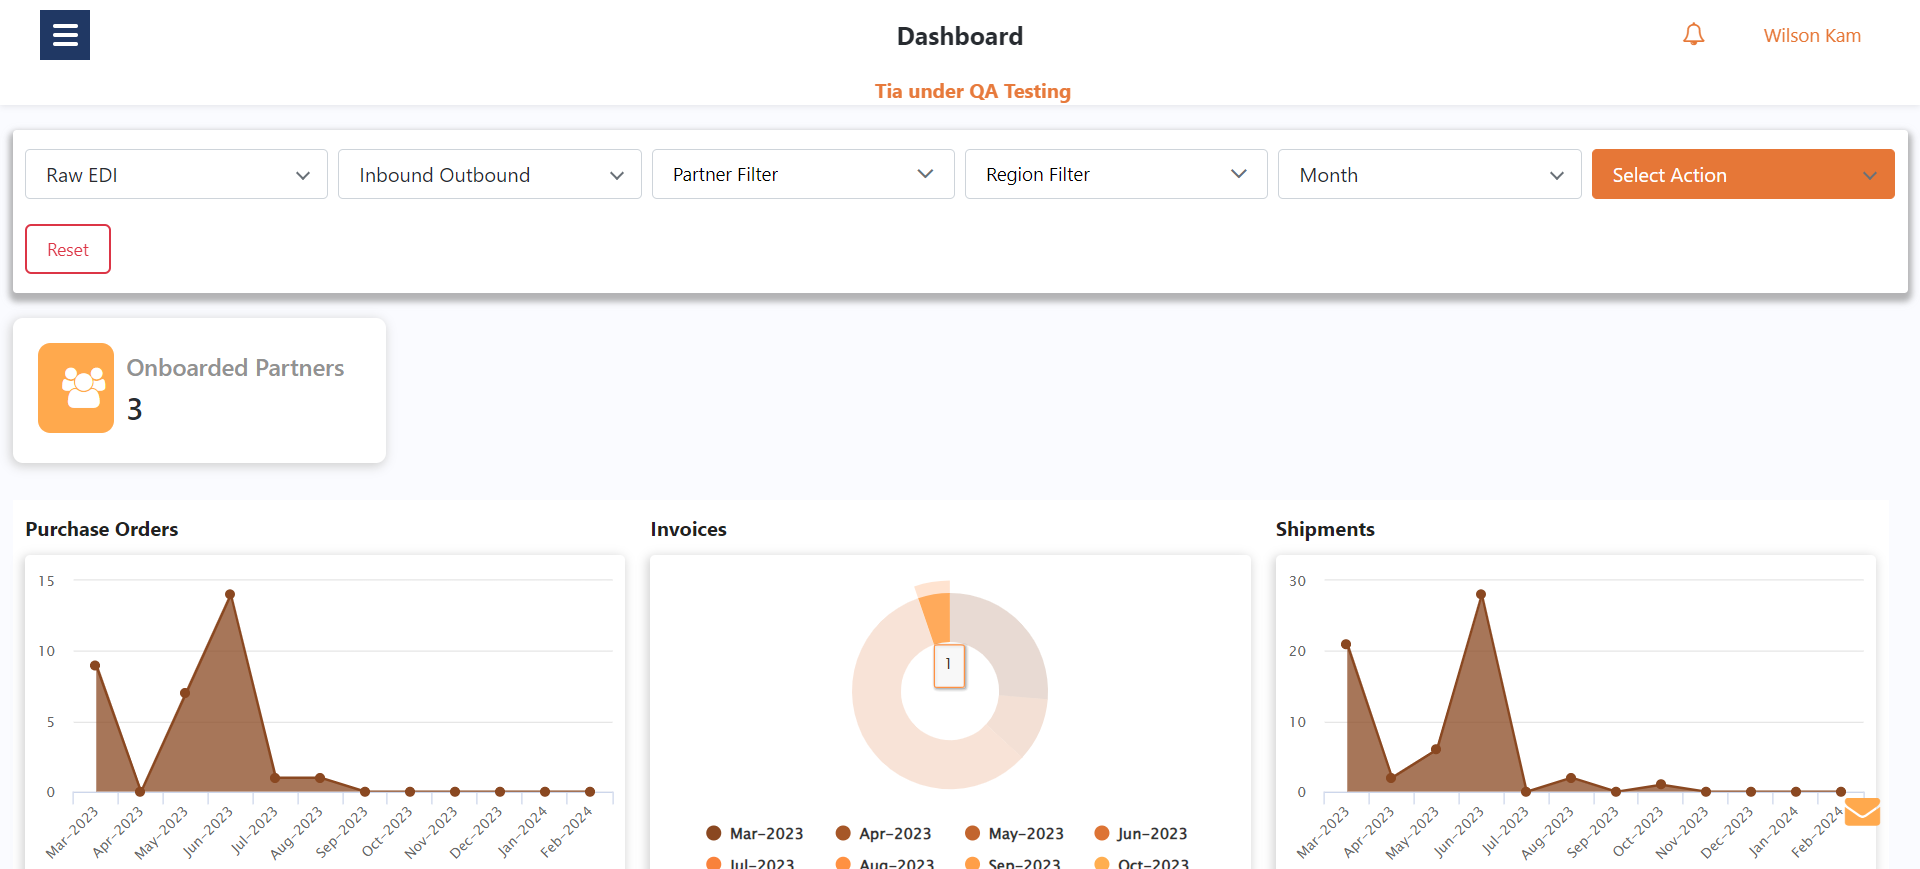 Dashboard
Wilson Kam
Tia under QA Testing
Raw EDI
Inbound Outbound
Partner Filter
Region Filter
Month
Select Action
Reset
Onboarded Partners
3
Purchase Orders
15
10
5
0
Mar-2023
Apr-2023
May-2023
Jun-2023
Jul-2023
Aug-2023
Sep-2023
Oct-2023
Nov-2023
Dec-2023
Jan-2024
Feb-2024
Invoices
1
Mar-2023
Apr-2023
May-2023
Jun-2023
Jul-2023
Aug-2023
Sep-2023
Oct-2023
Shipments
30
20
10
0
Mar-2023
Apr-2023
May-2023
Jun-2023
Jul-2023
Aug-2023
Sep-2023
Oct-2023
Nov-2023
Dec-2023
Jan-2024
Feb-2024